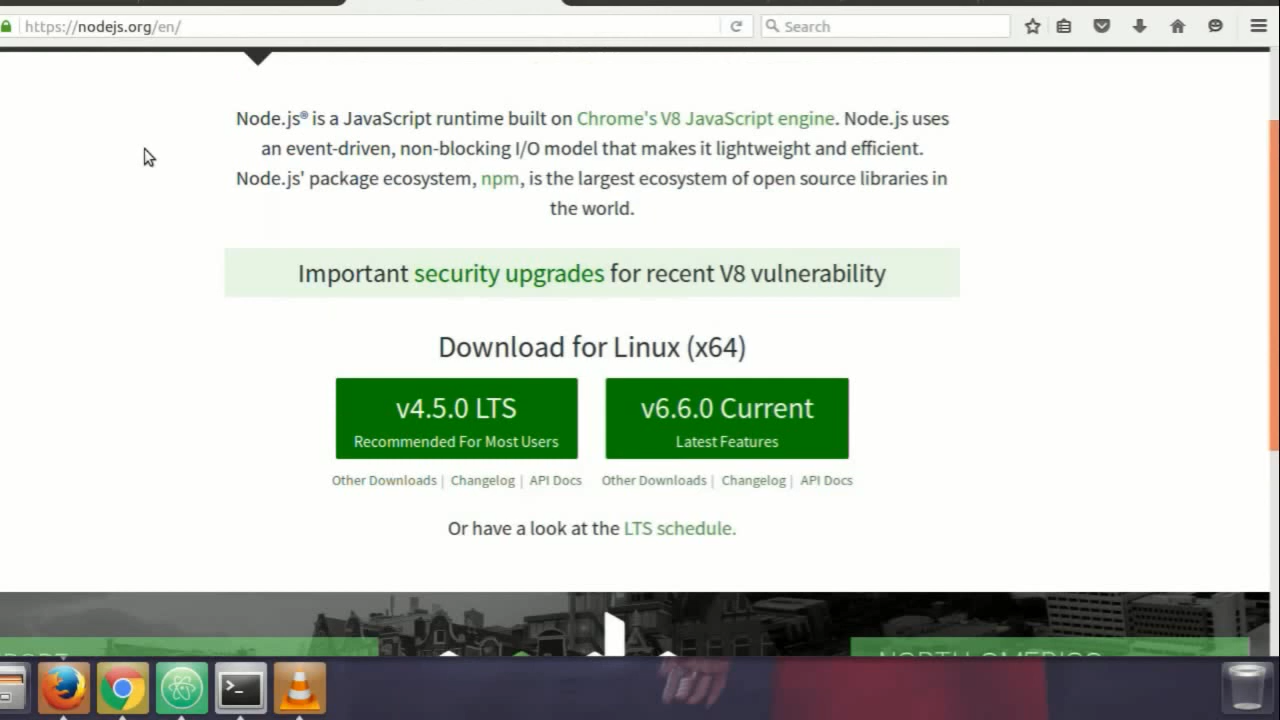 https://nodejs.org/en/
Search
Node.js® is a JavaScript runtime built on Chrome's V8 JavaScript engine. Node.js uses
an event-driven, non-blocking I/O model that makes it lightweight and efficient.
Node.js' package ecosystem, npm, is the largest ecosystem of open source libraries in
the world.
Important security upgrades for recent V8 vulnerability
Download for Linux (x64)
v4.5.0 LTS
Recommended For Most Users
v6.6.0 Current
Latest Features
Other Downloads | Changelog | API Docs
Other Downloads | Changelog | API Docs
Or have a look at the LTS schedule.
NORTH AMERICA